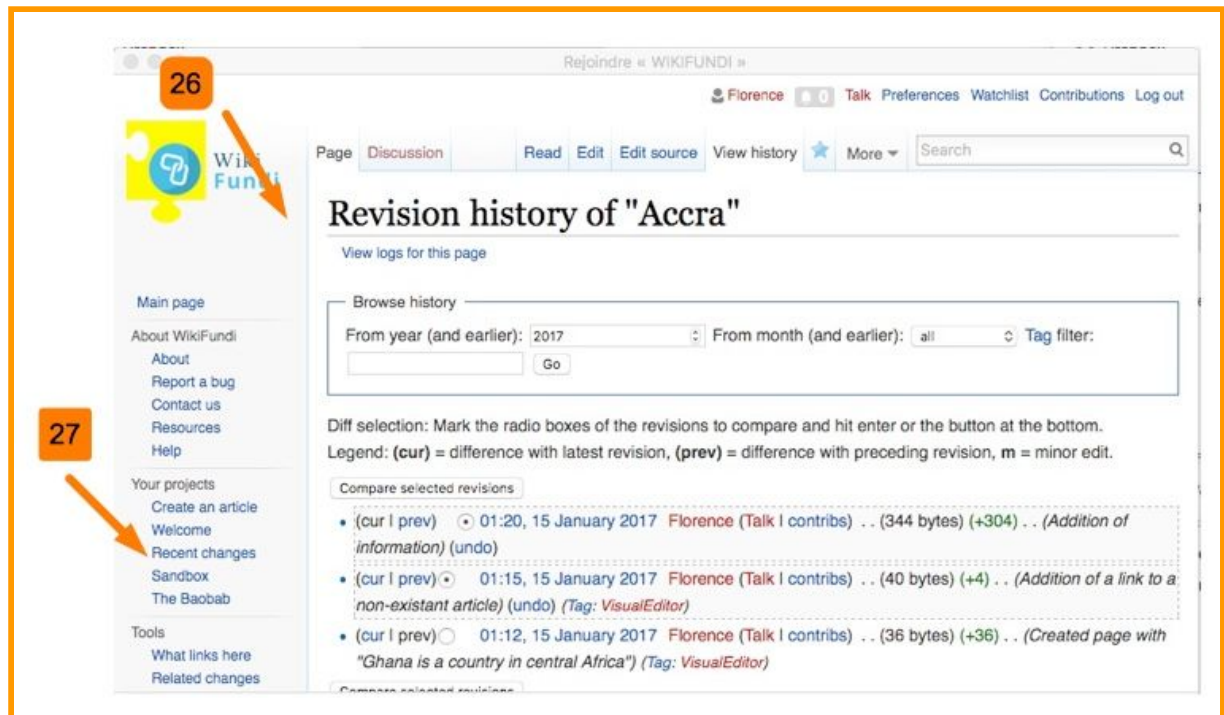 Rejoindre « WIKIFUNDI »
26
Florence 0 Talk Preferences Watchlist Contributions Log out
Wiki
Fundi
Page Discussion Read Edit Edit source View history More Search
Revision history of "Accra"
View logs for this page
Main page
Browse history
About WikiFundi
From year (and earlier): 2017 From month (and earlier): all Tag filter:
About
Go
Report a bug
Contact us
27
Resources
Diff selection: Mark the radio boxes of the revisions to compare and hit enter or the button at the bottom.
Help
Legend: (cur) = difference with latest revision, (prev) = difference with preceding revision, m = minor edit.
Your projects
Compare selected revisions
Create an article
Welcome
• (cur | prev) 01:20, 15 January 2017 Florence (Talk | contribs) . . (344 bytes) (+304) . . (Addition of
Recent changes
information) (undo)
Sandbox
• (cur | prev) 01:15, 15 January 2017 Florence (Talk | contribs) . . (40 bytes) (+4) . . (Addition of a link to a
The Baobab
non-existant article) (undo) (Tag: VisualEditor)
Tools
• (cur | prev) 01:12, 15 January 2017 Florence (Talk | contribs) . . (36 bytes) (+36) . . (Created page with
What links here
"Ghana is a country in central Africa") (Tag: VisualEditor)
Related changes
Compare selected revisions